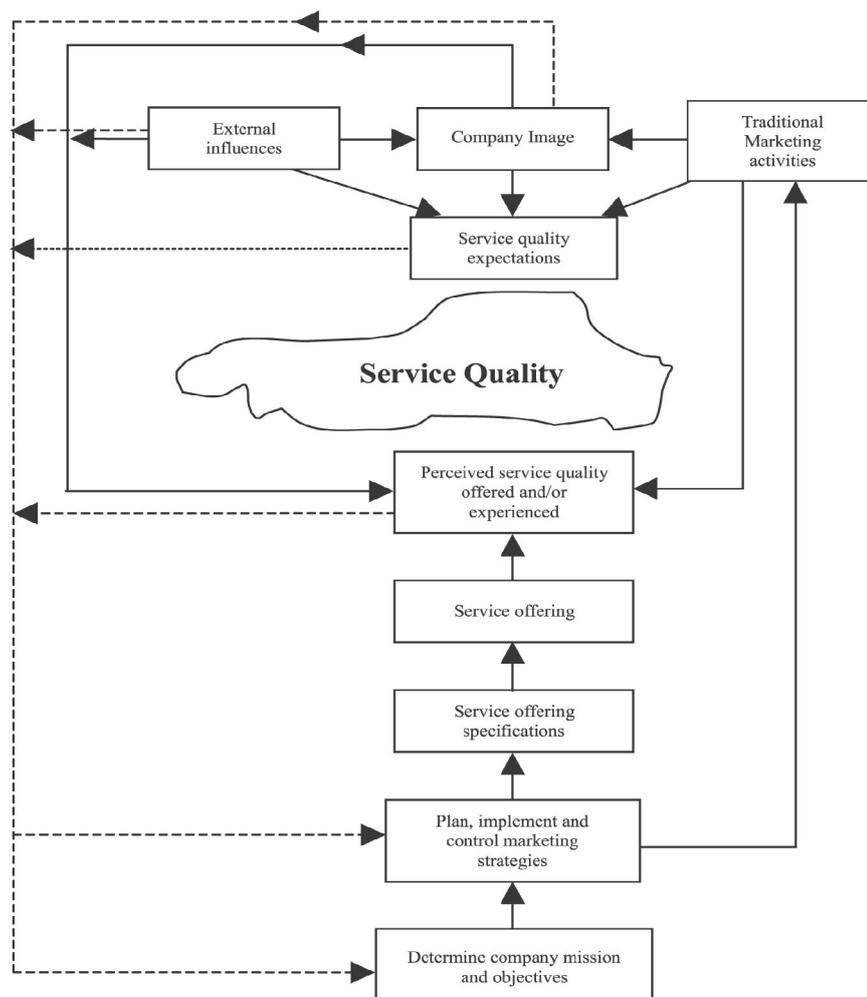 External
influences
Company Image
Traditional
Marketing
activities
Service quality
expectations
Service Quality
Perceived service quality
offered and/or
experienced
Service offering
Service offering
specifications
Plan, implement and
control marketing
strategies
Determine company mission
and objectives